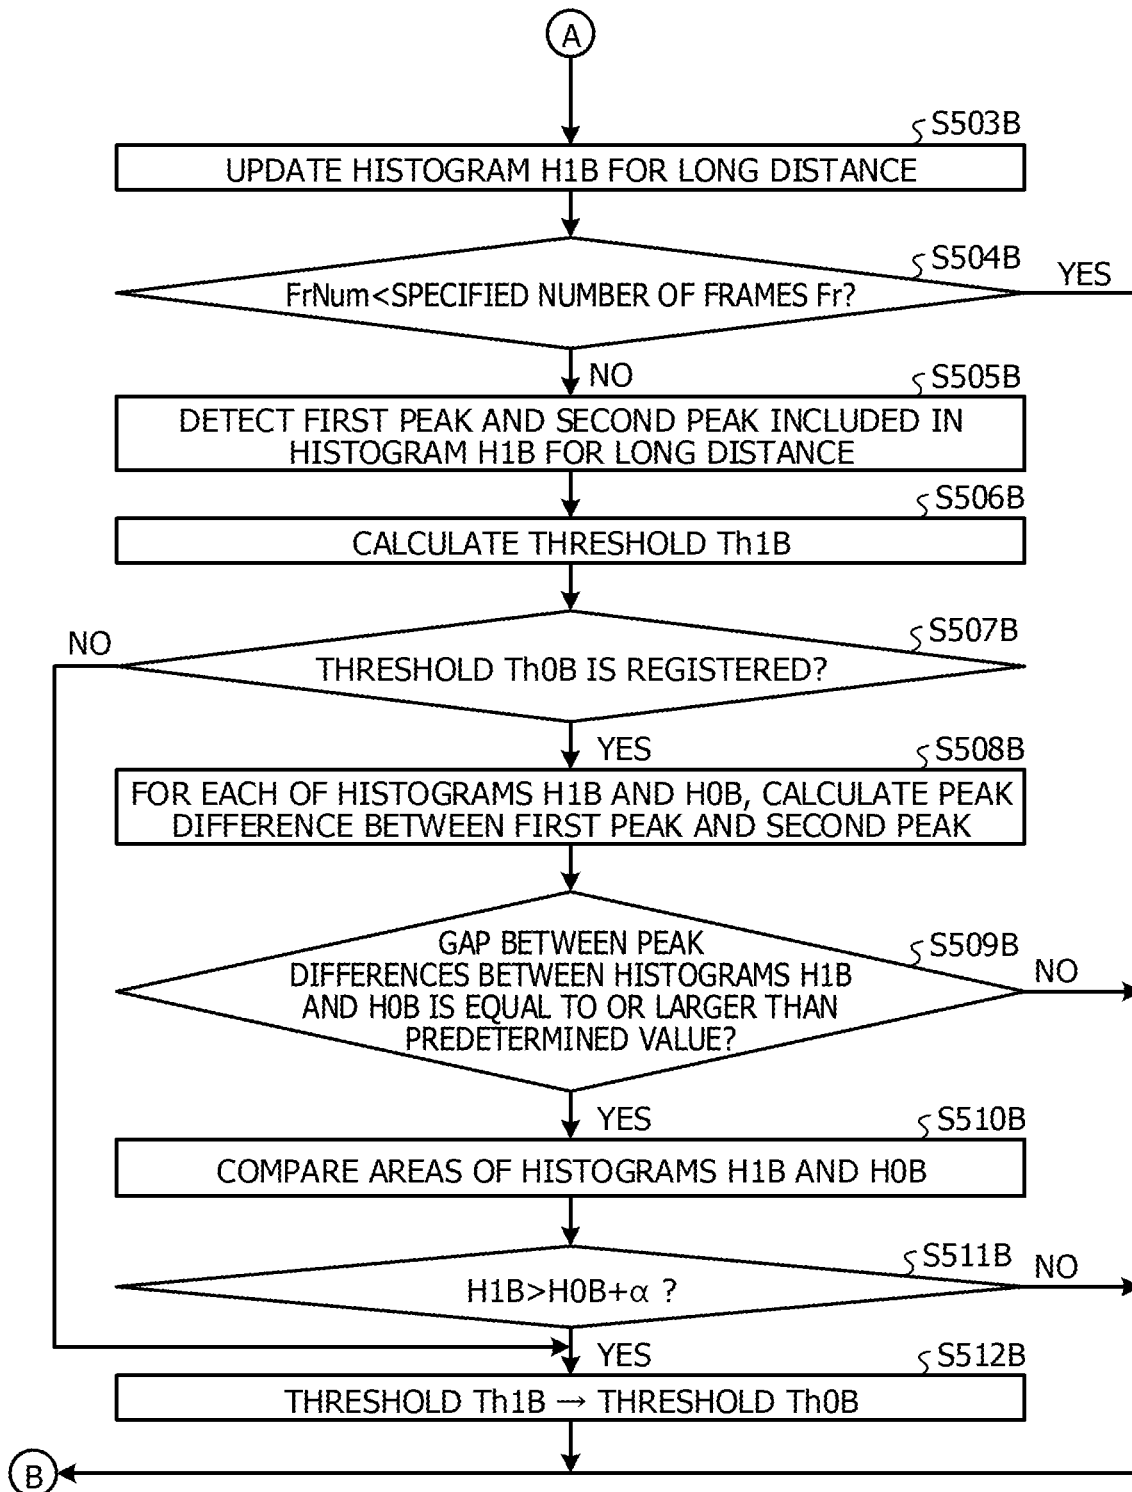 A
S503B
UPDATE HISTOGRAM H1B FOR LONG DISTANCE
S504B
YES
FrNum<SPECIFIED NUMBER OF FRAMES Fr?
NO
S505B
DETECT FIRST PEAK AND SECOND PEAK INCLUDED IN
HISTOGRAM H1B FOR LONG DISTANCE
S506B
CALCULATE THRESHOLD Th1B
NO
S507B
THRESHOLD Th0B IS REGISTERED?
YES
S508B
FOR EACH OF HISTOGRAMS H1B AND H0B, CALCULATE PEAK
DIFFERENCE BETWEEN FIRST PEAK AND SECOND PEAK
S509B
GAP BETWEEN PEAK
DIFFERENCES BETWEEN HISTOGRAMS H1B
AND H0B IS EQUAL TO OR LARGER THAN
PREDETERMINED VALUE?
NO
YES
S510B
COMPARE AREAS OF HISTOGRAMS H1B AND H0B
S511B
NO
H1B>H0B+α ?
YES
S512B
THRESHOLD Th1B → THRESHOLD Th0B
B